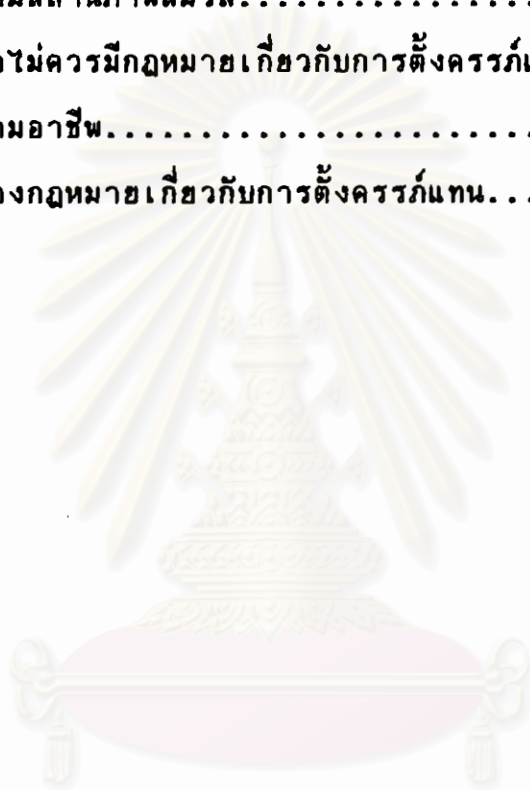 ไม่ควรมีกฎหมายเกี่ยวกับการตั้งครรภ์
ามอาชีพ.......................
องกฎหมายเกี่ยวกับการตั้งครรภ์แทน...